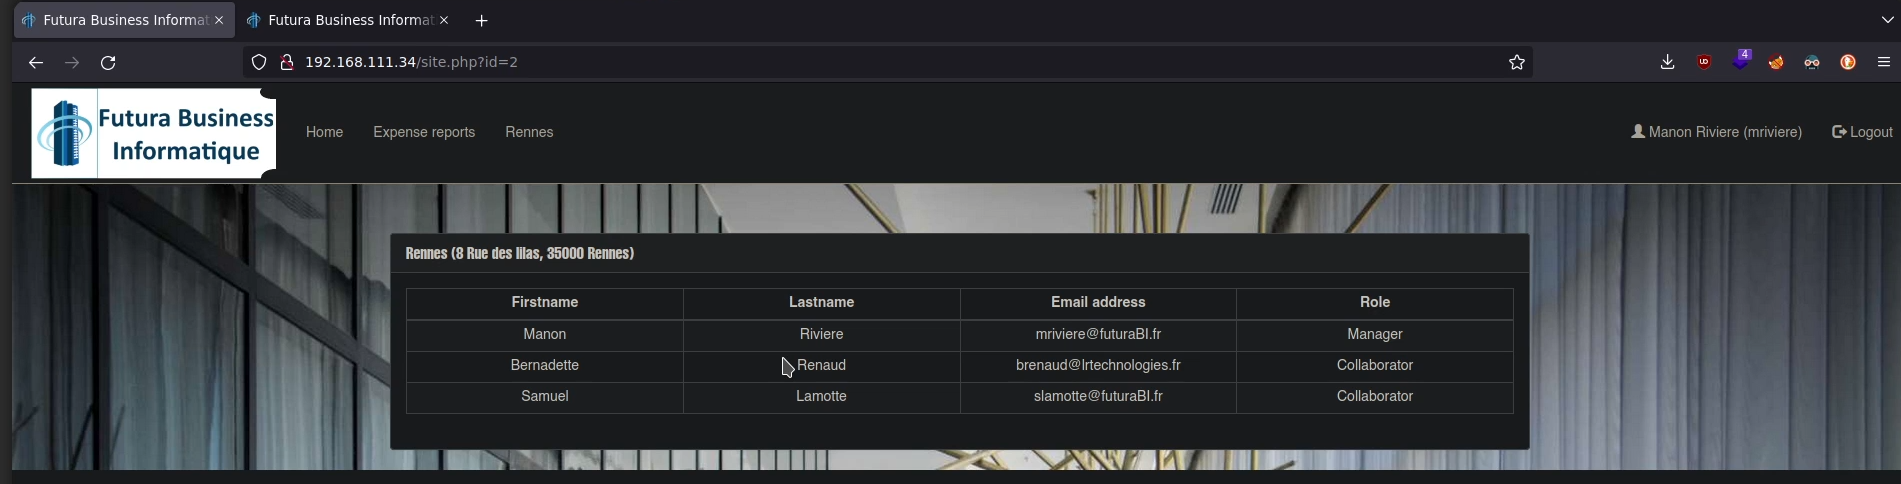 Futura Business Informat
Futura Business Informat
192.168.111.34/site.php?id=2
4
Futura Business
Informatique
Home Expense reports Rennes
Manon Riviere (mriviere) Logout
Rennes (8 Rue des lilas, 35000 Rennes)
Firstname Lastname Email address Role
Manon Riviere mriviere@futuraBI.fr Manager
Bernadette Renaud brenaud@lrtechnologies.fr Collaborator
Samuel Lamotte slamotte@futuraBI.fr Collaborator